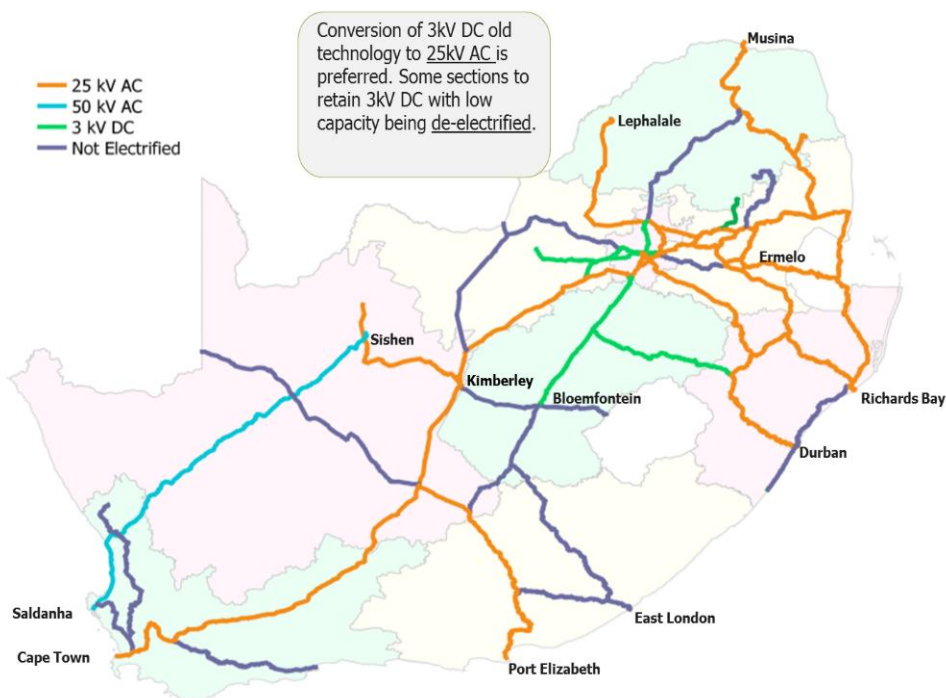 Conversion of 3kV DC old
technology to 25kV AC is
preferred. Some sections to
retain 3kV DC with low
capacity being de-electrified.
25 kV AC
50 kV AC
3 kV DC
Not Electrified
Musina
Lephalale
Ermelo
Sishen
Kimberley
Bloemfontein
Richards Bay
Durban
Saldanha
East London
Cape Town
Port Elizabeth